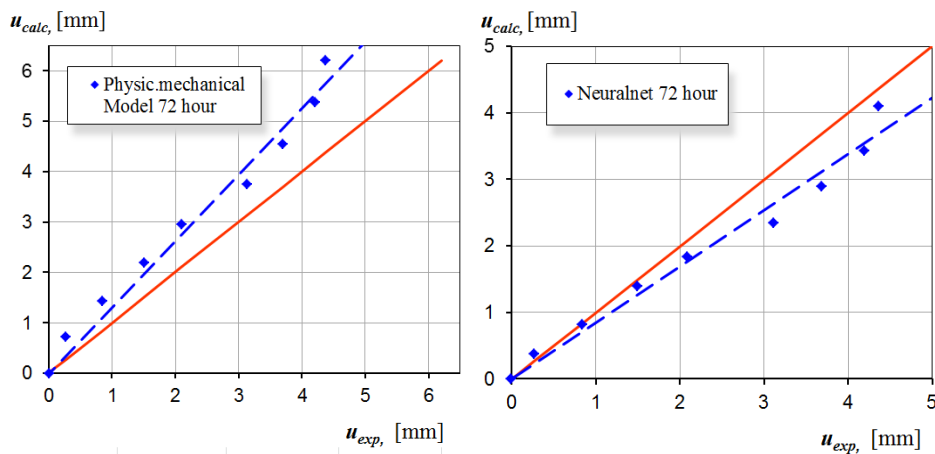 u_calc, [mm]
6
5
4
3
2
1
0
Physic.mechanical
Model 72 hour
0 1 2 3 4 5 6
u_exp, [mm]
u_calc, [mm]
5
4
3
2
1
0
Neuralnet 72 hour
0 1 2 3 4 5
u_exp, [mm]